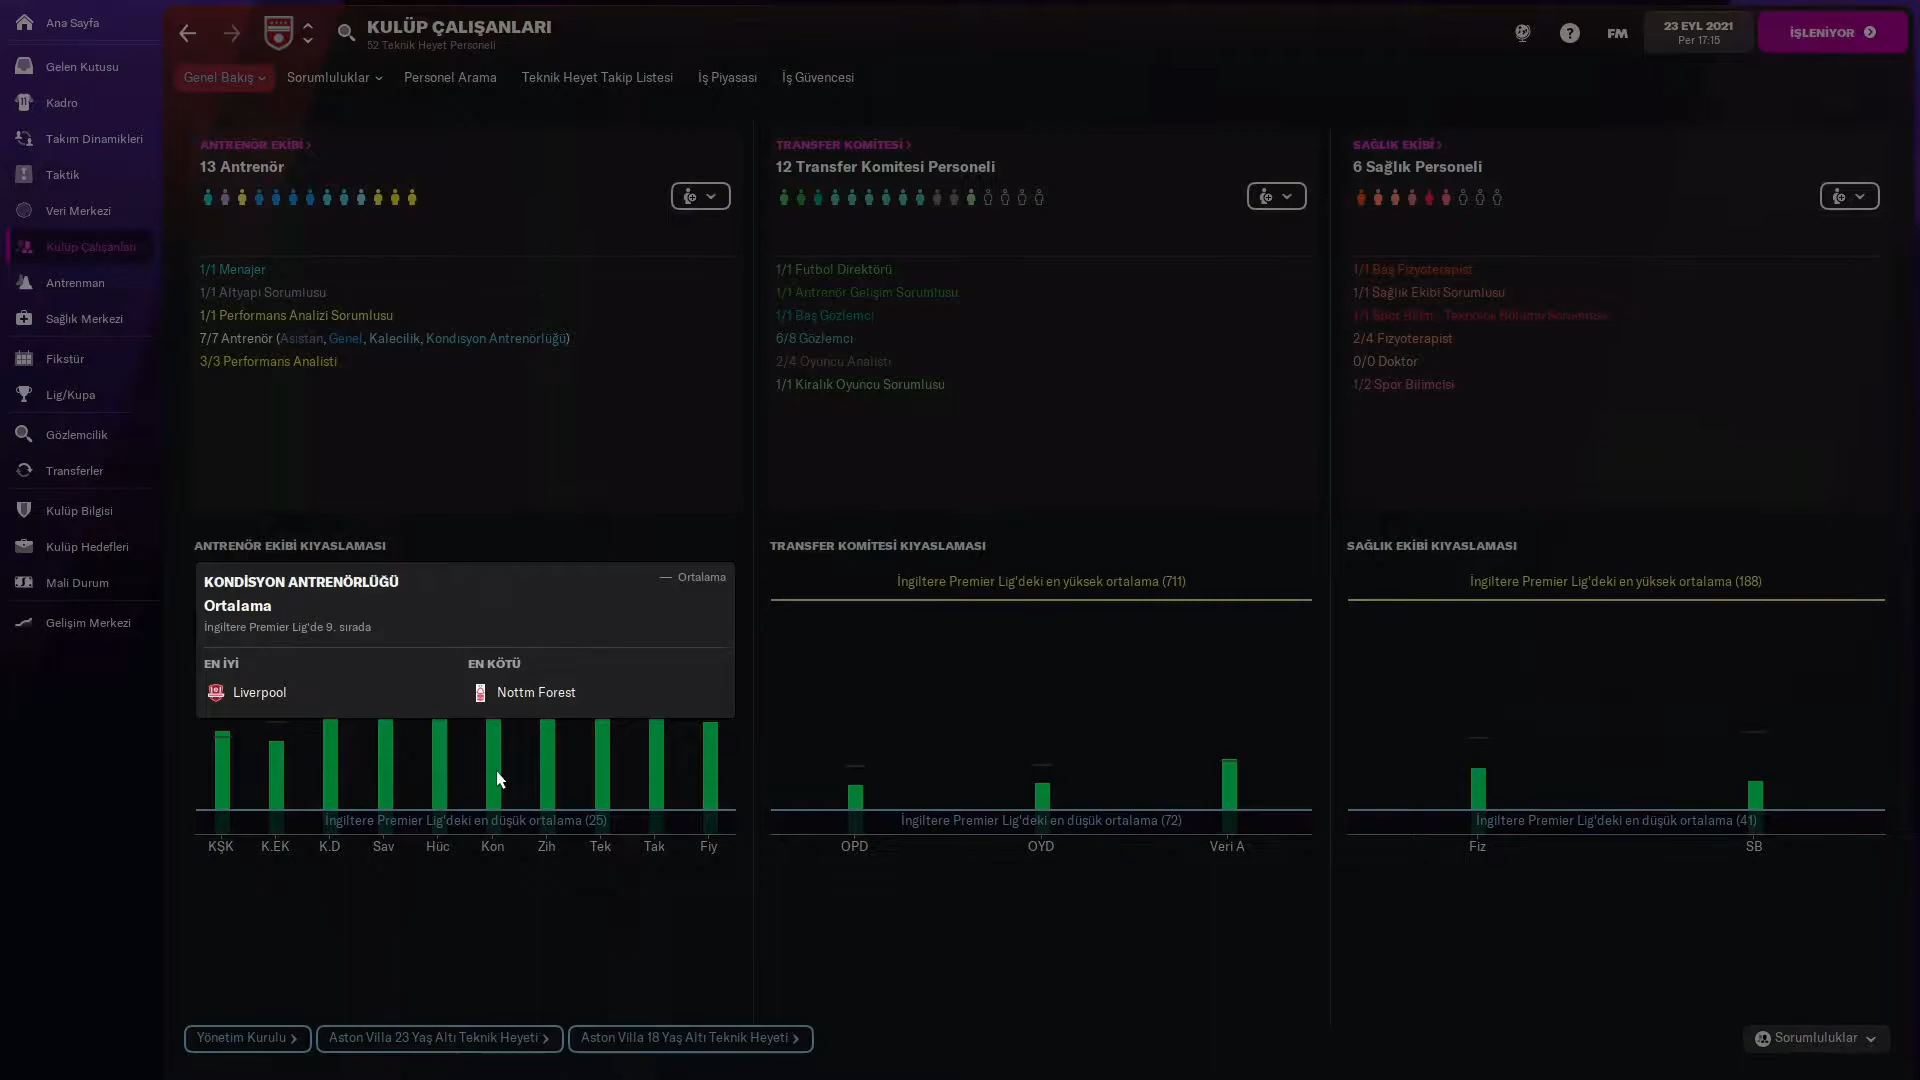 Ana Sayfa
Gelen Kutusu
Kadro
Takım Dinamikleri
Taktik
Veri Merkezi
Kulüp Çalışanları
Antrenman
Sağlık Merkezi
Fikstür
Lig/Kupa
Gözlemcilik
Transferler
Kulüp Bilgisi
Kulüp Hedefleri
Mali Durum
Gelişim Merkezi
KULÜP ÇALIŞANLARI
52 Teknik Heyet Personeli
FM
23 EYL 2021
Per 17:15
İŞLENİYOR
Genel Bakış
Sorumluluklar
Personel Arama
Teknik Heyet Takip Listesi
İş Piyasası
İş Güvencesi
ANTRENÖR EKİBİ >
13 Antrenör
1/1 Menajer
1/1 Altyapı Sorumlusu
1/1 Performans Analizi Sorumlusu
7/7 Antrenör (Asistan, Genel, Kalecilik, Kondisyon Antrenörlüğü)
3/3 Performans Analisti
TRANSFER KOMİTESİ >
12 Transfer Komitesi Personeli
1/1 Futbol Direktörü
1/1 Antrenör Gelişim Sorumlusu
1/1 Baş Gözlemci
6/8 Gözlemci
2/4 Oyuncu Analisti
1/1 Kiralık Oyuncu Sorumlusu
SAĞLIK EKİBİ >
6 Sağlık Personeli
1/1 Baş Fizyoterapist
1/1 Sağlık Ekibi Sorumlusu
1/1 Spor Bilim
2/4 Fizyoterapist
0/0 Doktor
1/2 Spor Bilimcisi
ANTRENÖR EKİBİ KIYASLAMASI
KONDİSYON ANTRENÖRLÜĞÜ
Ortalama
Ortalama
İngiltere Premier Lig'de 9. sırada
EN İYİ
EN KÖTÜ
Liverpool
Nottm Forest
İngiltere Premier Lig'deki en düşük ortalama (25)
KŞK
K.EK
K.D
Sav
Hüc
Kon
Zih
Tek
Tak
Fiy
TRANSFER KOMİTESİ KIYASLAMASI
İngiltere Premier Lig'deki en yüksek ortalama (711)
İngiltere Premier Lig'deki en düşük ortalama (72)
OPD
OYD
Veri A
SAĞLIK EKİBİ KIYASLAMASI
İngiltere Premier Lig'deki en yüksek ortalama (188)
İngiltere Premier Lig'deki en düşük ortalama (41)
Fiz
SB
Yönetim Kurulu >
Aston Villa 23 Yaş Altı Teknik Heyeti >
Aston Villa 18 Yaş Altı Teknik Heyeti >
Sorumluluklar